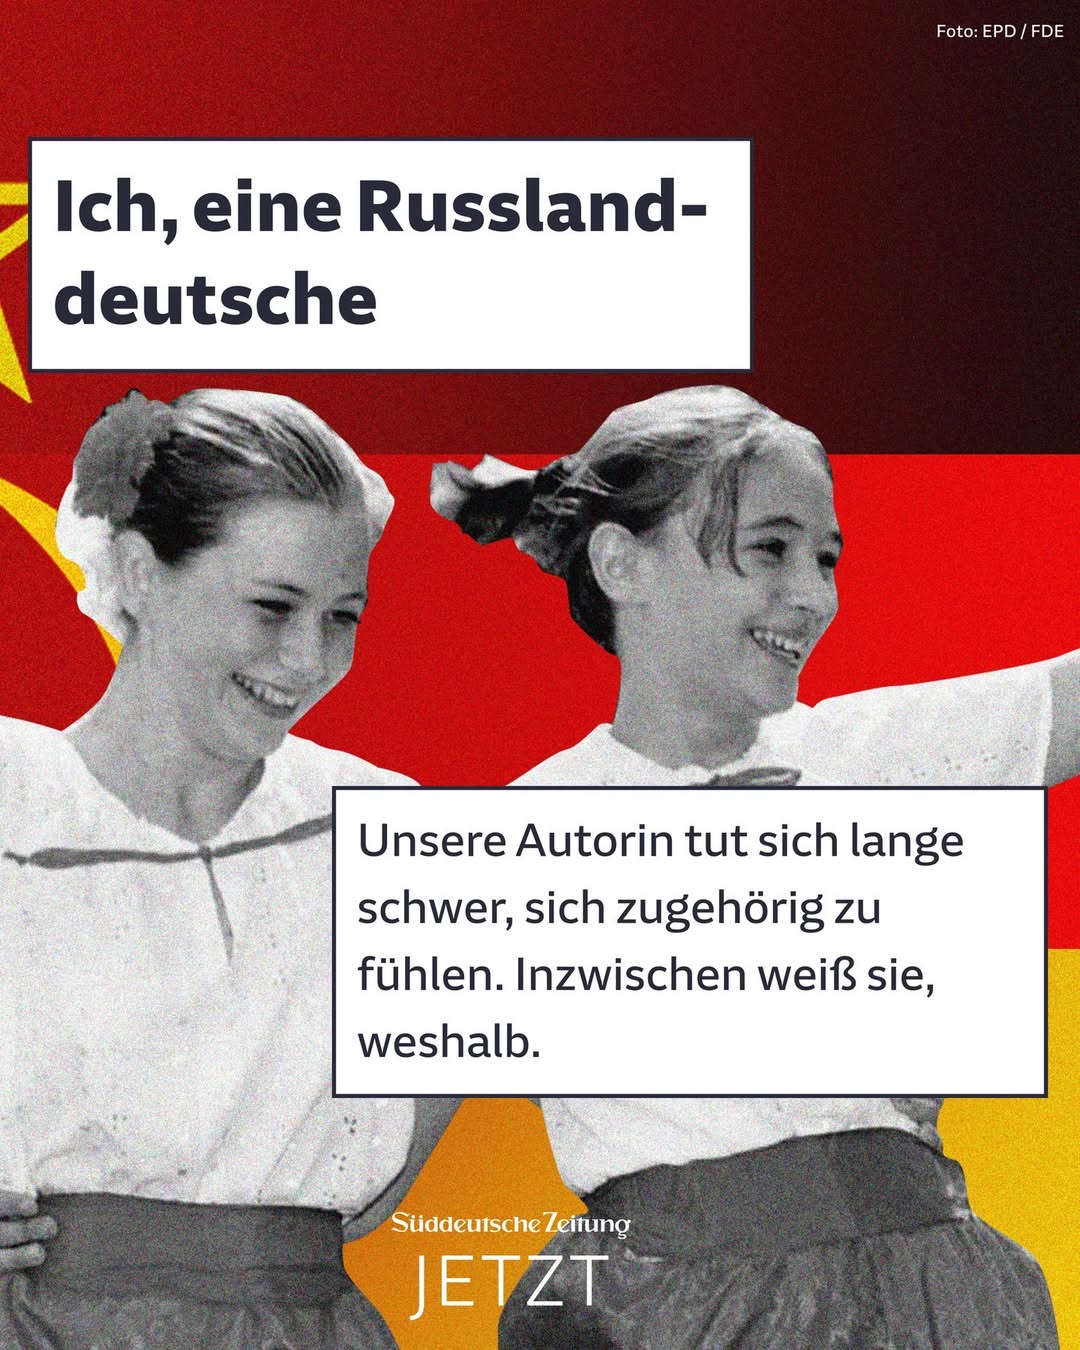 Foto: EPD / FDE
Ich, eine Russland-
deutsche
Unsere Autorin tut sich lange
schwer, sich zugehörig zu
fühlen. Inzwischen weiß sie,
weshalb.
Süddeutsche Zeitung
JETZT